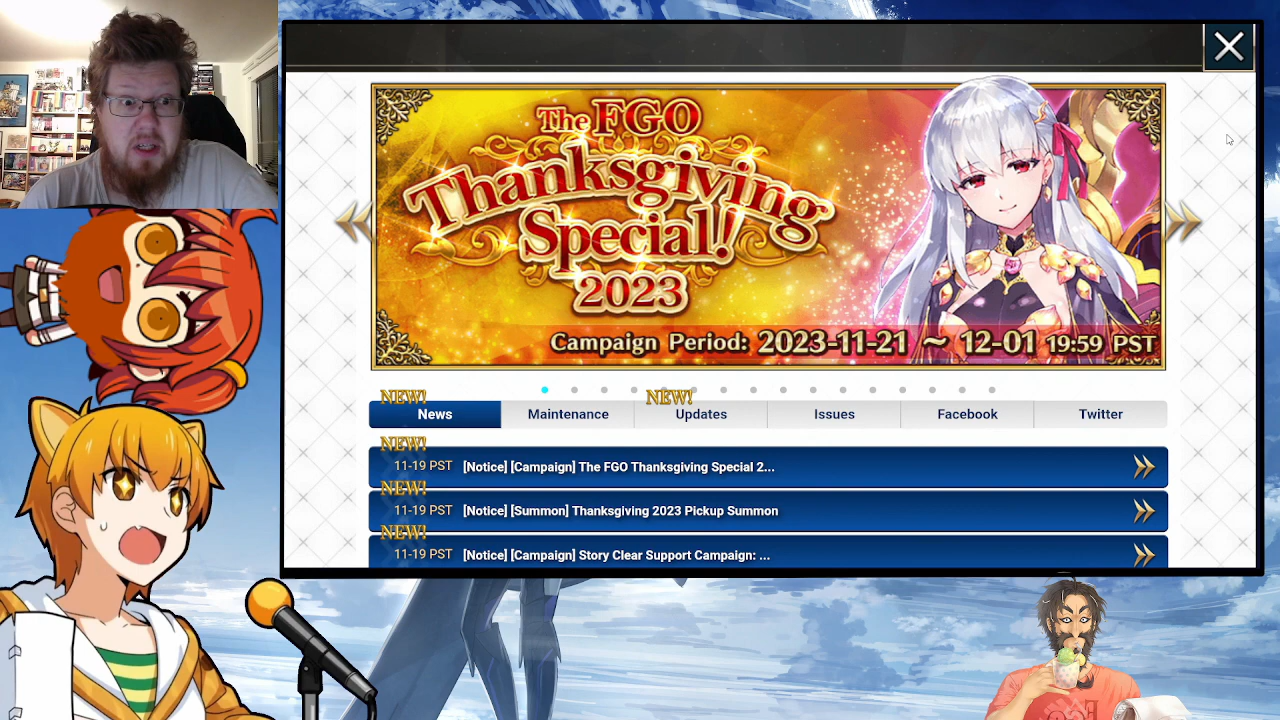 The FGO
Thanksgiving
Special!
2023
Campaign Period: 2023-11-21 ~ 12-01 19:59 PST
NEW!
NEW!
News
Maintenance
Updates
Issues
Facebook
Twitter
NEW!
11-19 PST [Notice] [Campaign] The FGO Thanksgiving Special 2...
NEW!
11-19 PST [Notice] [Summon] Thanksgiving 2023 Pickup Summon
NEW!
11-19 PST [Notice] [Campaign] Story Clear Support Campaign: ...